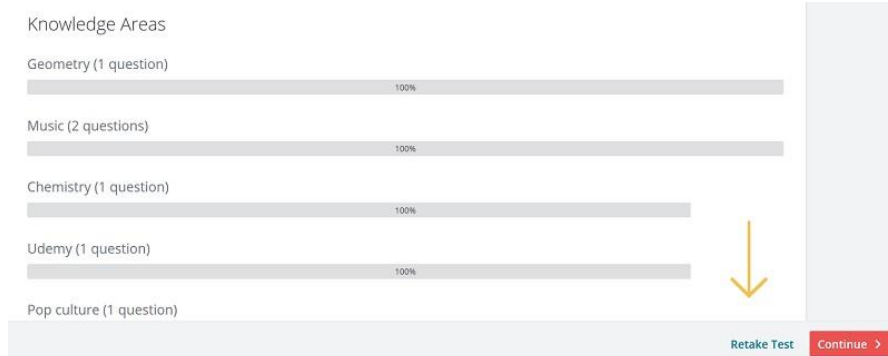 Knowledge Areas
Geometry (1 question)
100%
Music (2 questions)
100%
Chemistry (1 question)
100%
Udemy (1 question)
100%
Pop culture (1 question)
Retake Test Continue >